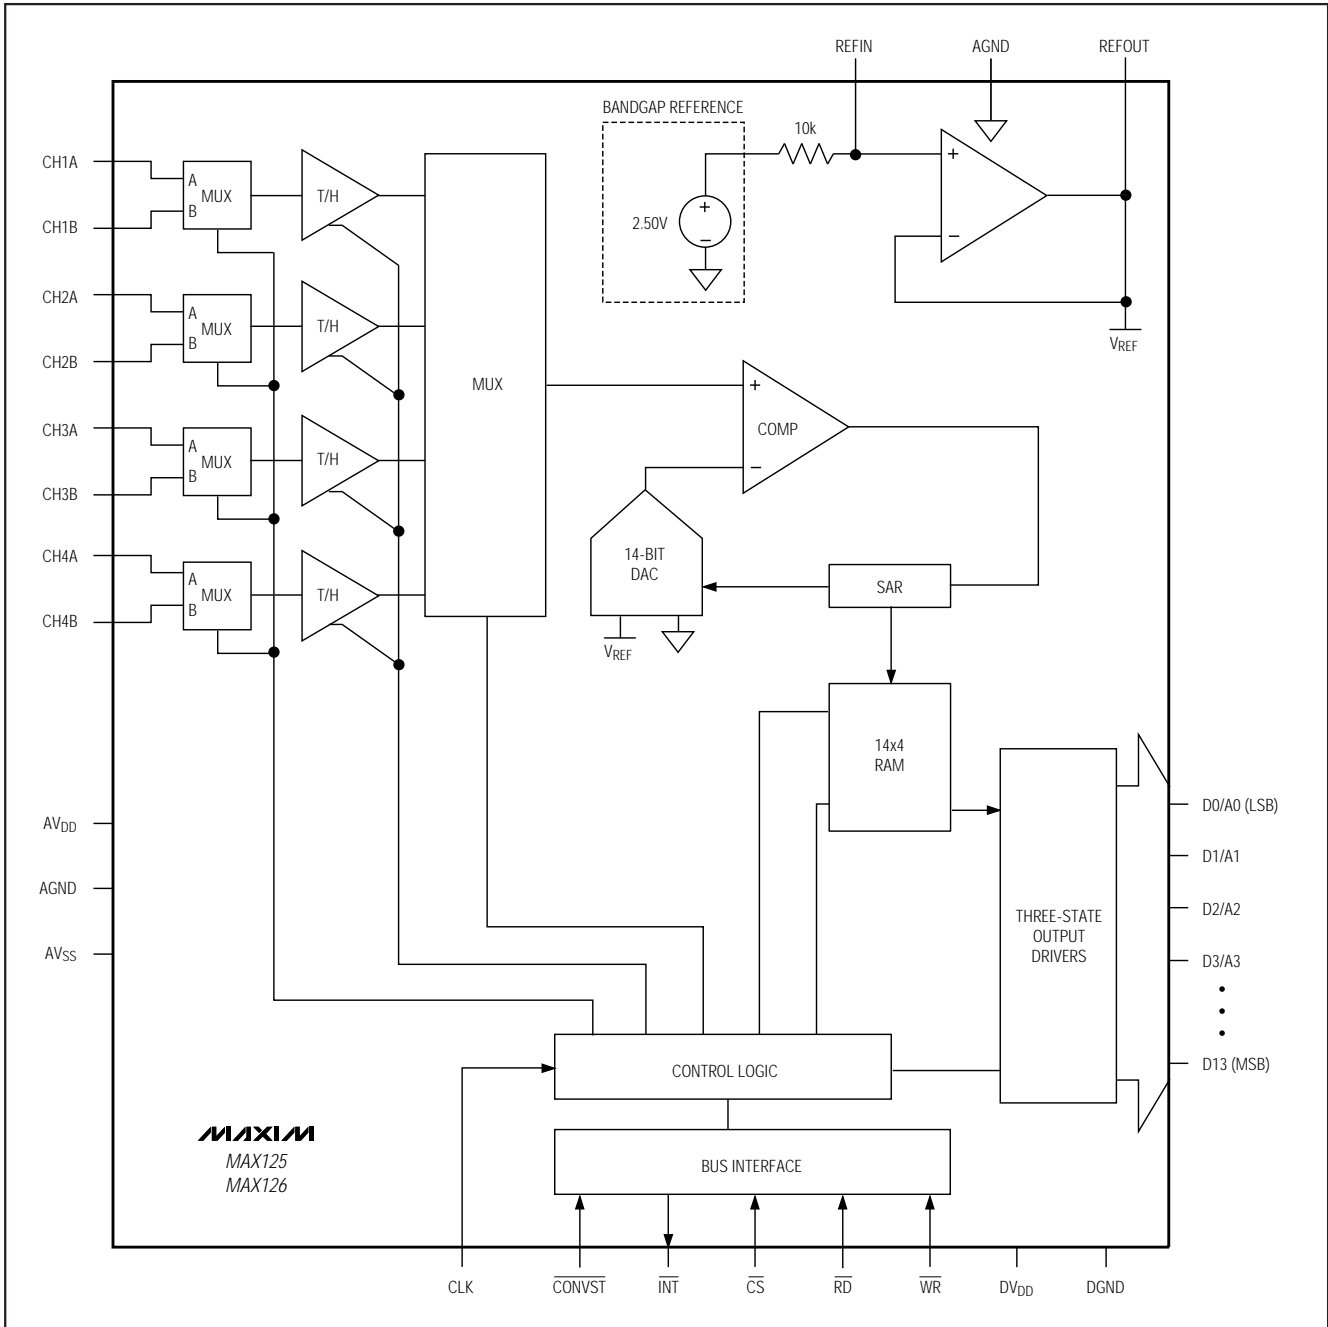 REFIN AGND REFOUT
BANDGAP REFERENCE
10k
CH1A
A
MUX
B
T/H
+
2.50V
+
−
−
CH1B
CH2A
A
MUX
B
T/H
VREF
CH2B
MUX
+
COMP
−
CH3A
A
MUX
B
T/H
CH3B
CH4A
A
MUX
B
T/H
CH4B
14-BIT
DAC
SAR
VREF
14x4
RAM
AVDD
AGND
AVSS
THREE-STATE
OUTPUT
DRIVERS
D0/A0 (LSB)
D1/A1
D2/A2
D3/A3
D13 (MSB)
CONTROL LOGIC
BUS INTERFACE
MAXIM
MAX125
MAX126
CLK CONVST INT CS RD WR DVDD DGND